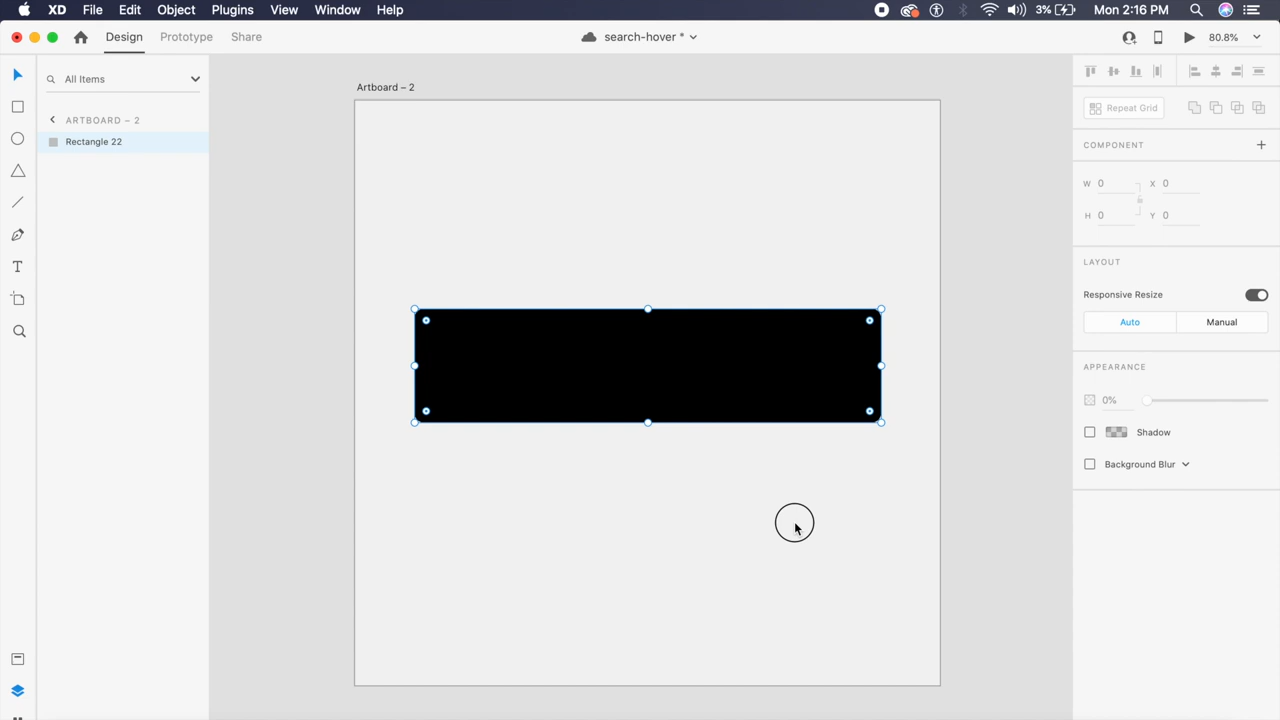 XD File Edit Object Plugins View Window Help 3% Mon 2:16 PM
Design Prototype Share search-hover * 80.8%
All Items
Artboard – 2
Repeat Grid
ARTBOARD – 2
Rectangle 22
COMPONENT
W 0 X 0
H 0 Y 0
LAYOUT
Responsive Resize
Auto Manual
APPEARANCE
0%
Shadow
Background Blur
T